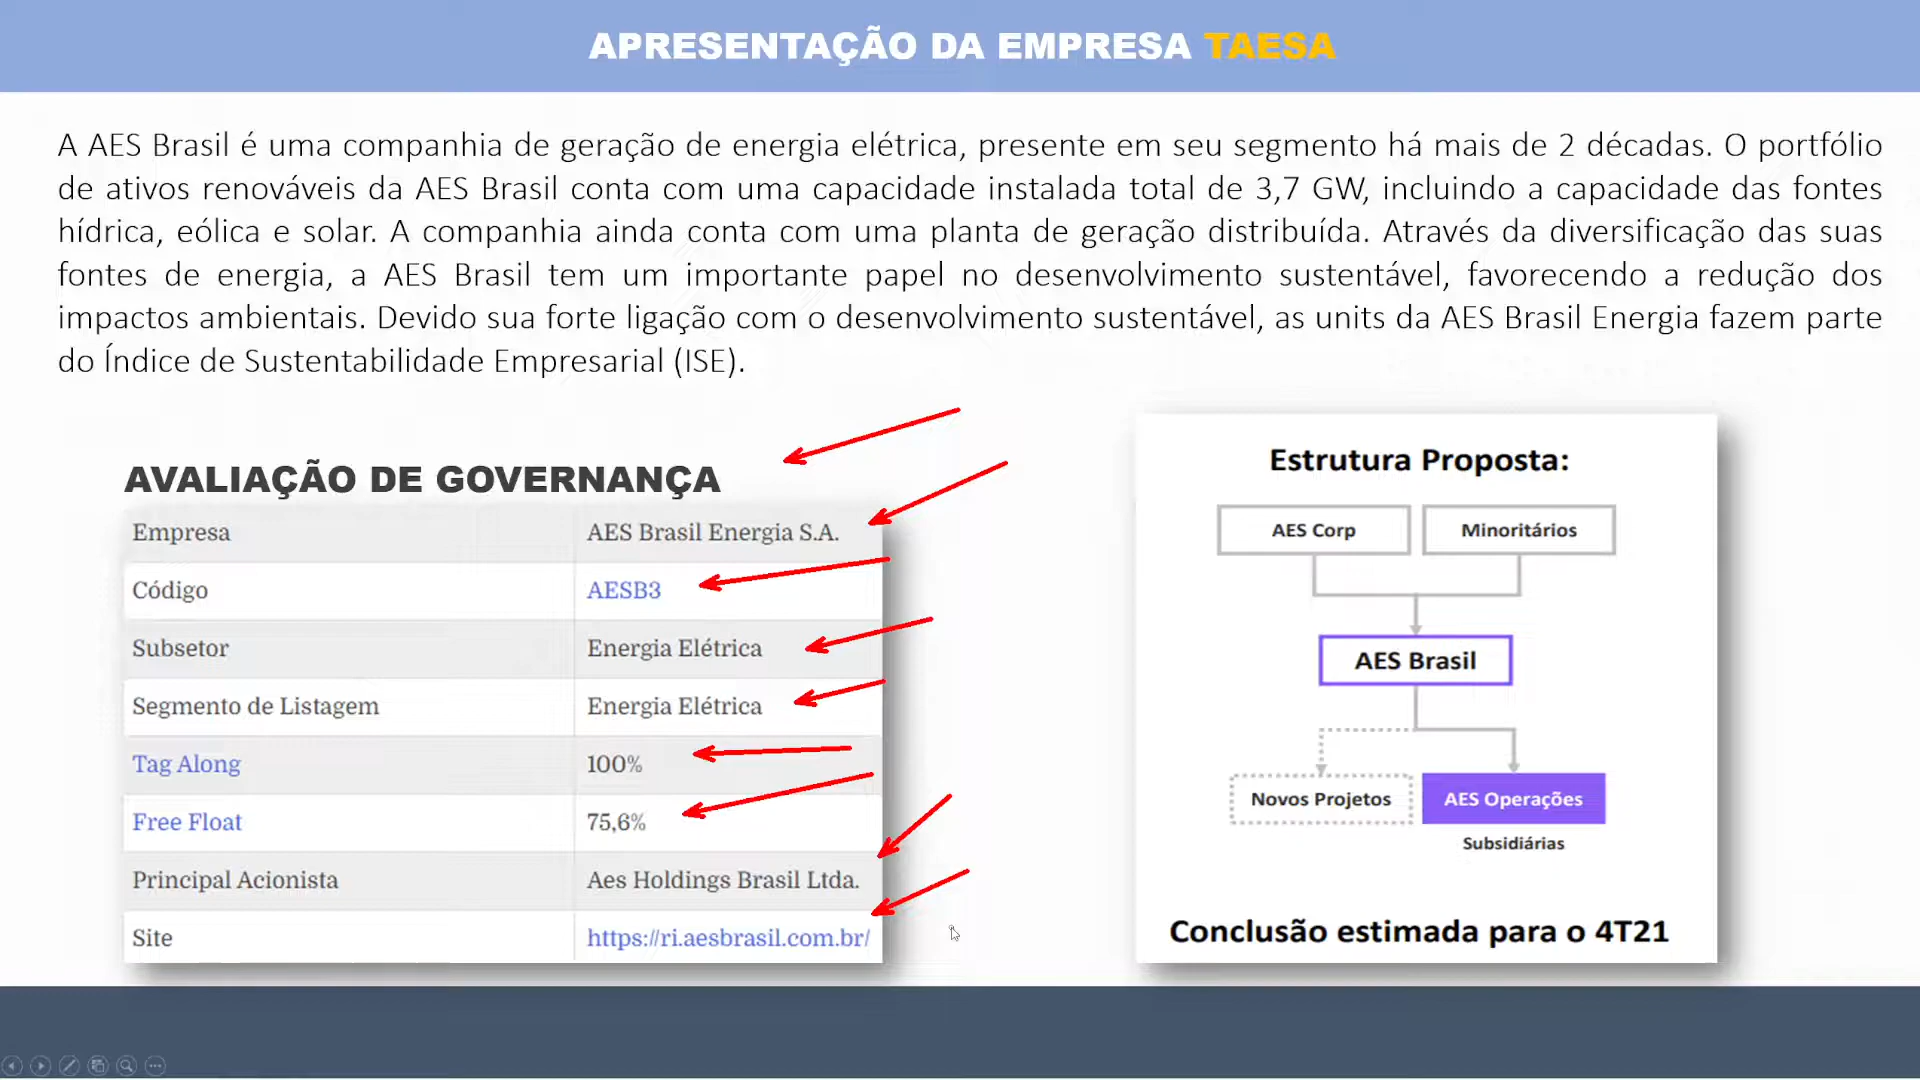 APRESENTAÇÃO DA EMPRESA TAESA
A AES Brasil é uma companhia de geração de energia elétrica, presente em seu segmento há mais de 2 décadas. O portfólio
de ativos renováveis da AES Brasil conta com uma capacidade instalada total de 3,7 GW, incluindo a capacidade das fontes
hídrica, eólica e solar. A companhia ainda conta com uma planta de geração distribuída. Através da diversificação das suas
fontes de energia, a AES Brasil tem um importante papel no desenvolvimento sustentável, favorecendo a redução dos
impactos ambientais. Devido sua forte ligação com o desenvolvimento sustentável, as units da AES Brasil Energia fazem parte
do Índice de Sustentabilidade Empresarial (ISE).
AVALIAÇÃO DE GOVERNANÇA
Empresa AES Brasil Energia S.A.
Código AESB3
Subsetor Energia Elétrica
Segmento de Listagem Energia Elétrica
Tag Along 100%
Free Float 75,6%
Principal Acionista Aes Holdings Brasil Ltda.
Site https://ri.aesbrasil.com.br/
Estrutura Proposta:
AES Corp Minoritários
AES Brasil
Novos Projetos AES Operações
Subsidiárias
Conclusão estimada para o 4T21